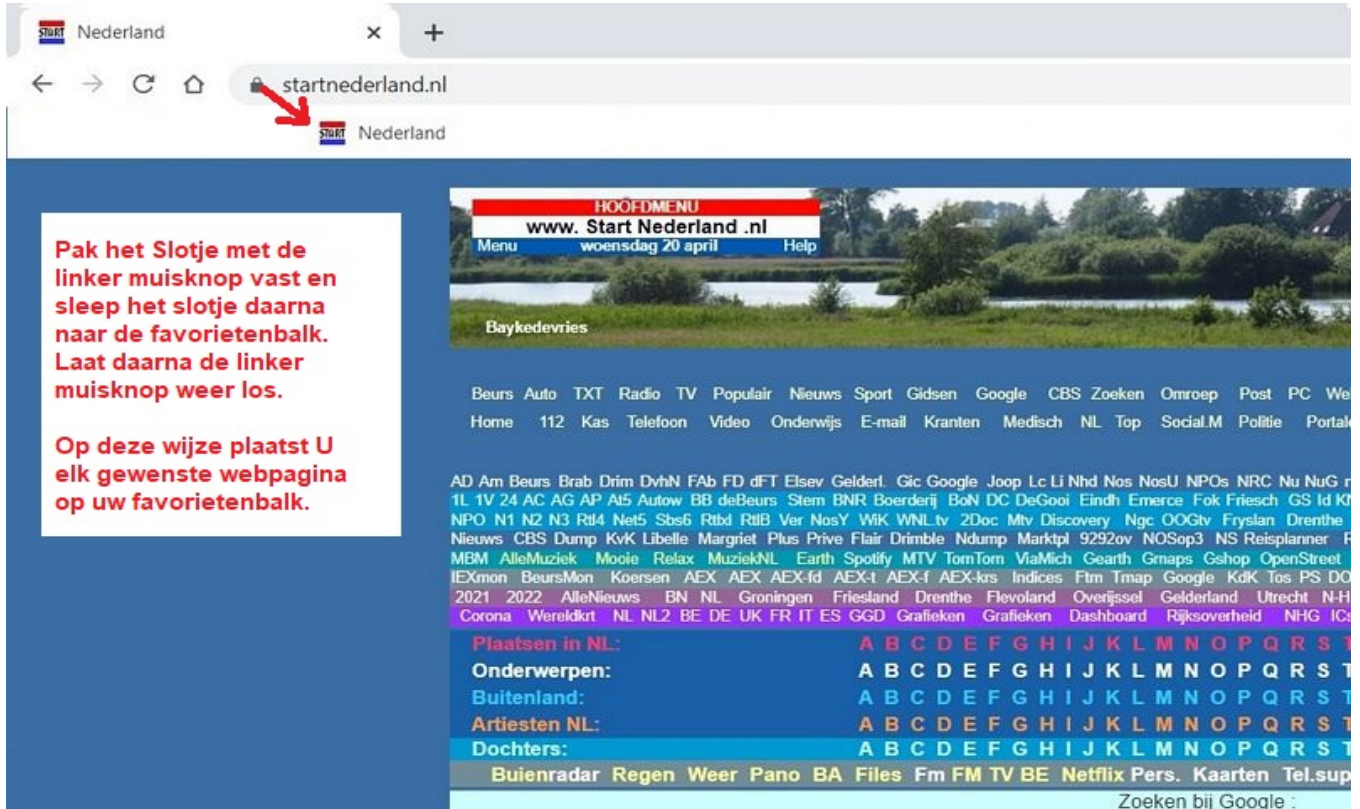 START Nederland
startnederland.nl
START Nederland
HOOFDMENU
www. Start Nederland .nl
Menu woensdag 20 april Help
Baykedevries
Pak het Slotje met de
linker muisknop vast en
sleep het slotje daarna
naar de favorietenbalk.
Laat daarna de linker
muisknop weer los.
Op deze wijze plaatst U
elk gewenste webpagina
op uw favorietenbalk.
Beurs Auto TXT Radio TV Populair Nieuws Sport Gidsen Google CBS Zoeken Omroep Post PC
Home 112 Kas Telefoon Video Onderwijs E-mail Kranten Medisch NL Top Social.M Politie
AD Am Beurs Brab Drim DvhN FAb FD dFT Elsev Gelderl. Gic Google Joop Lc Li Nhd Nos NosU NPOs NRC Nu NuG
1L 1V 24 AC AG AP At5 Autow BB deBeurs Stem BNR Boerderij BoN DC DeGooi Eindh Emerce Fok Friesch GS Id
NPO N1 N2 N3 Rtl4 Net5 Sbs6 Rtbd RtlB Ver NosY WiK WNL.tv 2Doc Mtv Discovery Ngc OOGtv Fryslan Drenthe
Nieuws CBS Dump KvK Libelle Margriet Plus Prive Flair Drimble Ndump Marktpl 9292ov NOSop3 NS Reisplanner
MBM AlleMuziek Mooie Relax MuziekNL Earth Spotify MTV TomTom ViaMich Gearth Gmaps Gshop OpenStreet
IEXmon BeursMon Koersen AEX AEX AEX-fd AEX-t AEX-f AEX-krs Indices Ftm Tmap Google KdK Tos PS
2021 2022 AlleNieuws BN NL Groningen Friesland Drenthe Flevoland Overijssel Gelderland Utrecht N-H
Corona Wereldkrt NL NL2 BE DE UK FR IT ES GGD Grafieken Grafieken Dashboard Rijksoverheid NHG
Plaatsen in NL: A B C D E F G H I J K L M N O P Q R S T
Onderwerpen: A B C D E F G H I J K L M N O P Q R S T
Buitenland: A B C D E F G H I J K L M N O P Q R S T
Artiesten NL: A B C D E F G H I J K L M N O P Q R S T
Dochters: A B C D E F G H I J K L M N O P Q R S T
Buienradar Regen Weer Pano BA Files Fm FM TV BE Netflix Pers. Kaarten Tel.sup
Zoeken bij Google :